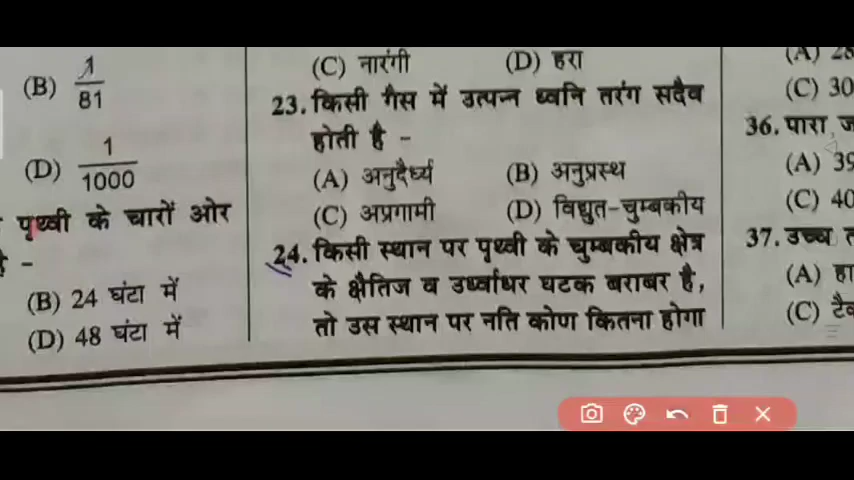 (B) 1/81
(D) 1/1000
पृथ्वी के चारों ओर
है -
(B) 24 घंटा में
(D) 48 घंटा में
(C) नारंगी (D) हरा
23. किसी गैस में उत्पन्न ध्वनि तरंग सदैव
होती है -
(A) अनुदैर्ध्य (B) अनुप्रस्थ
(C) अप्रगामी (D) विद्युत-चुम्बकीय
24. किसी स्थान पर पृथ्वी के चुम्बकीय क्षेत्र
के क्षैतिज व उर्ध्वाधर घटक बराबर है,
तो उस स्थान पर नति कोण कितना होगा
(A) 28
(C) 30
36. पारा
(A) 39
(C) 40
37. उच्च
(A)
(C)